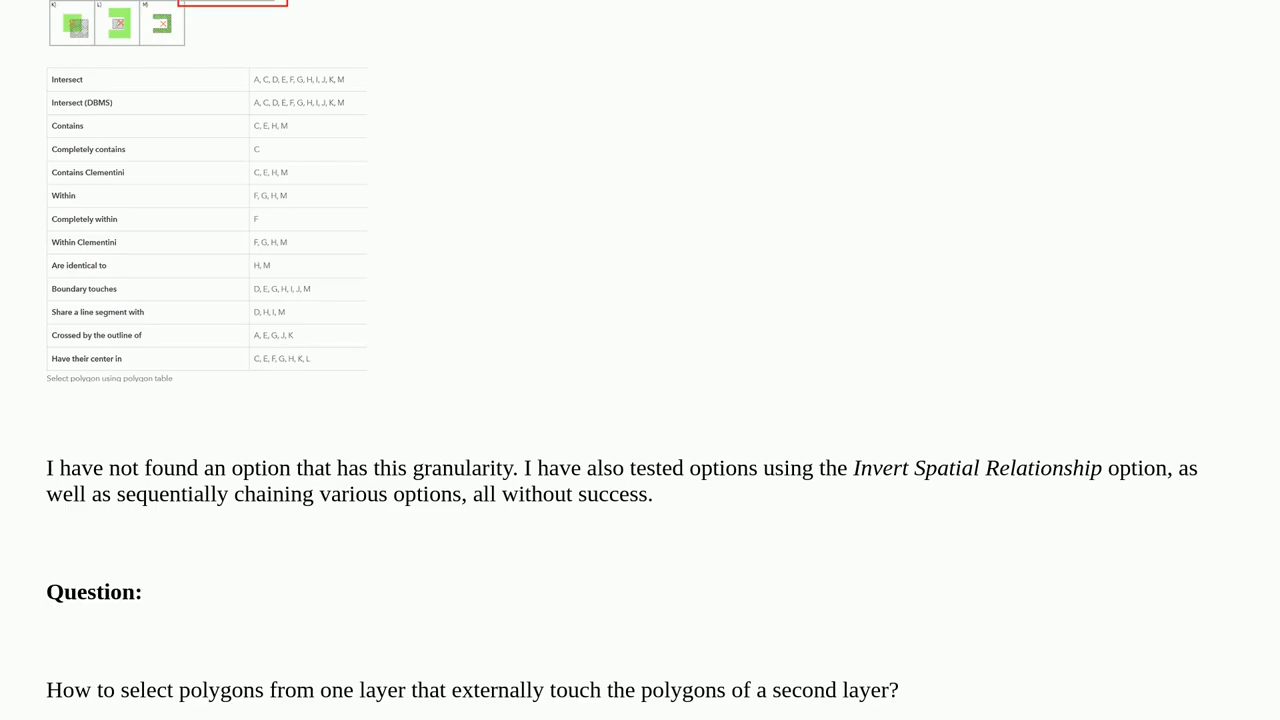 K) L) M)
Intersect A, C, D, E, F, G, H, I, J, K, M
Intersect (DBMS) A, C, D, E, F, G, H, I, J, K, M
Contains C, E, H, M
Completely contains C
Contains Clementini C, E, H, M
Within F, G, H, M
Completely within F
Within Clementini F, G, H, M
Are identical to H, M
Boundary touches D, E, G, H, I, J, M
Share a line segment with D, H, I, M
Crossed by the outline of A, E, G, J, K
Have their center in C, E, F, G, H, K, L
Select polygon using polygon table
I have not found an option that has this granularity. I have also tested options using the Invert Spatial Relationship option, as
well as sequentially chaining various options, all without success.
Question:
How to select polygons from one layer that externally touch the polygons of a second layer?